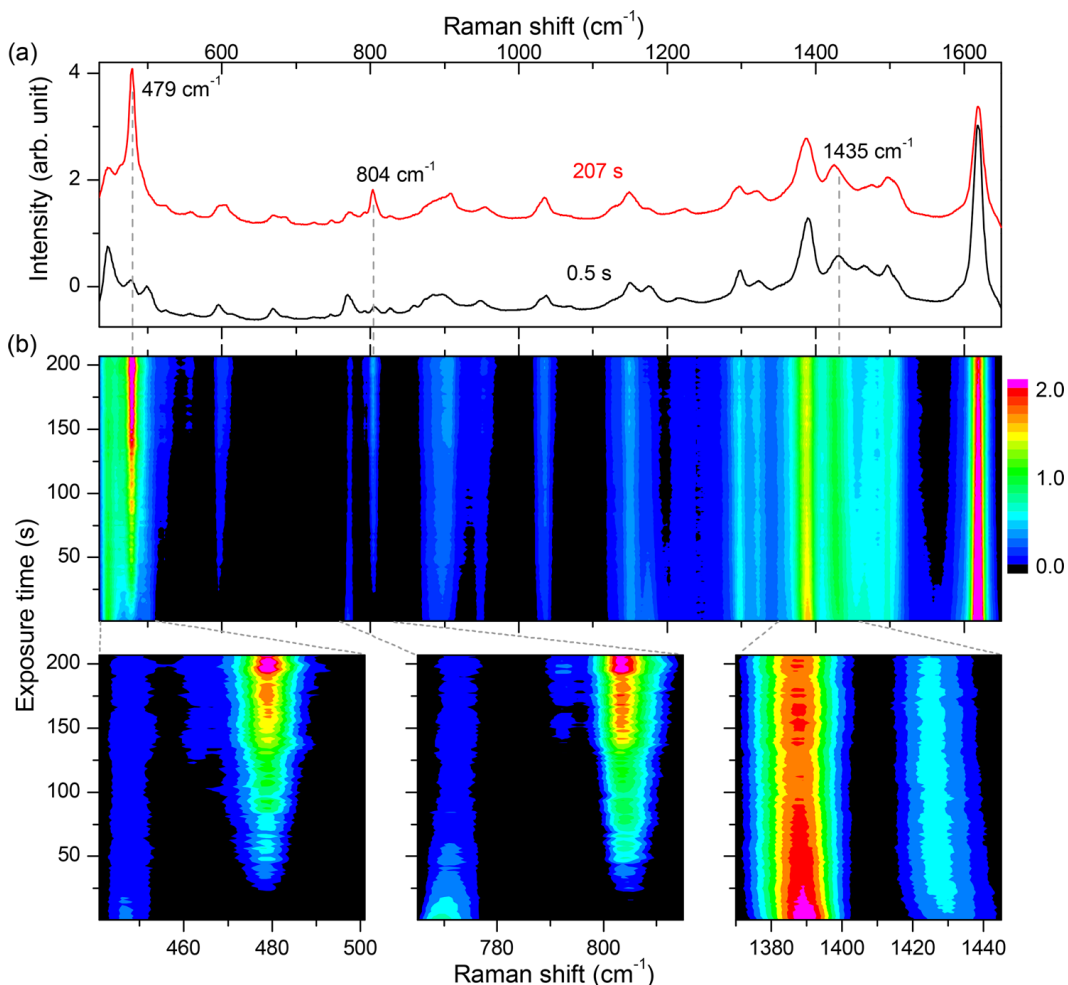 Raman shift (cm⁻¹)
(a)
600 800 1000 1200 1400 1600
Intensity (arb. unit)
4
2
0
479 cm⁻¹
804 cm⁻¹
207 s
1435 cm⁻¹
0.5 s
(b)
Exposure time (s)
200
150
100
50
2.0
1.0
0.0
200
150
100
50
460 480 500
780 800
1380 1400 1420 1440
Raman shift (cm⁻¹)